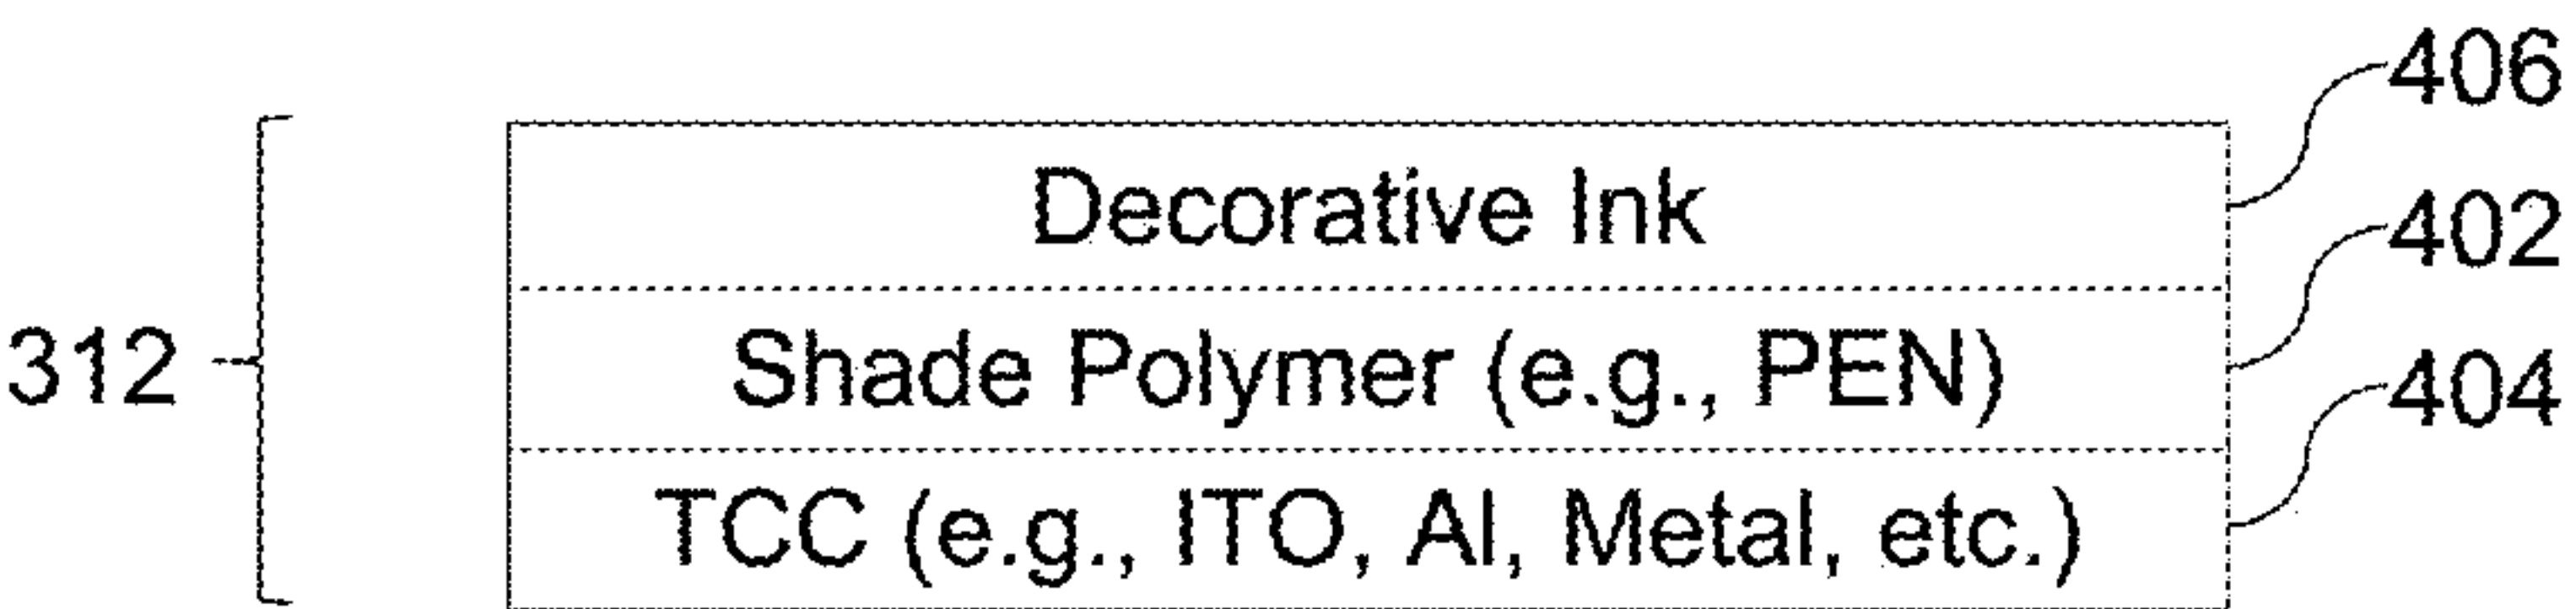 406
Decorative Ink
402
312
Shade Polymer (e.g., PEN)
404
TCC (e.g., ITO, Al, Metal, etc.)